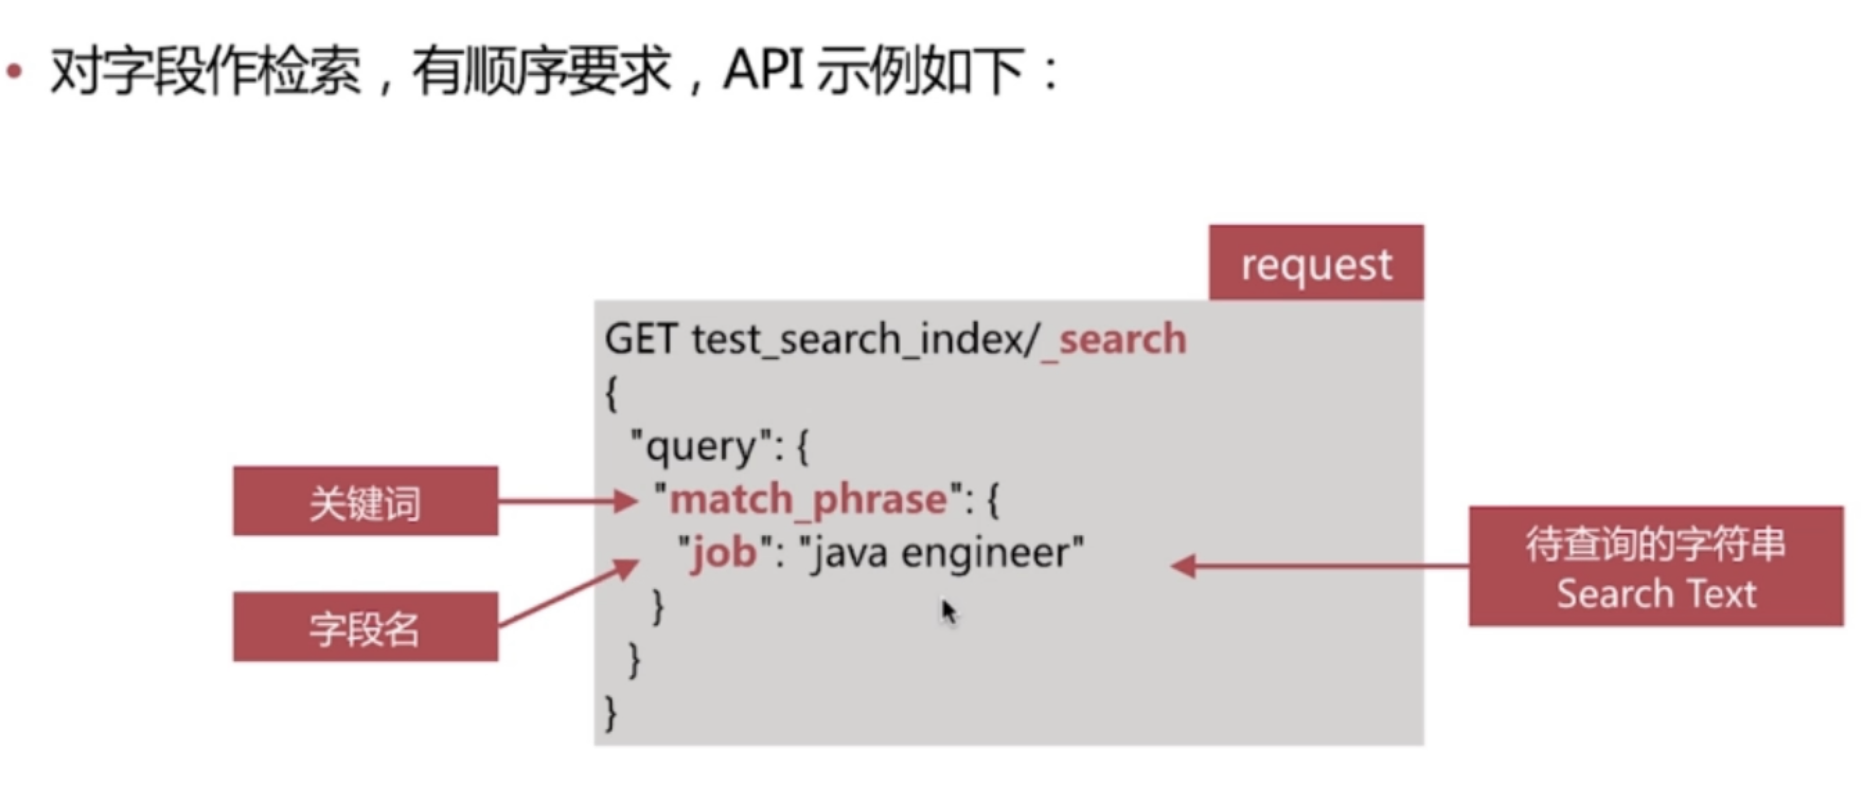 • 对字段作检索，有顺序要求，API 示例如下：
request
GET test_search_index/_search
{
"query": {
关键词
"match_phrase": {
"job": "java engineer"
待查询的字符串
Search Text
字段名
}
}
}